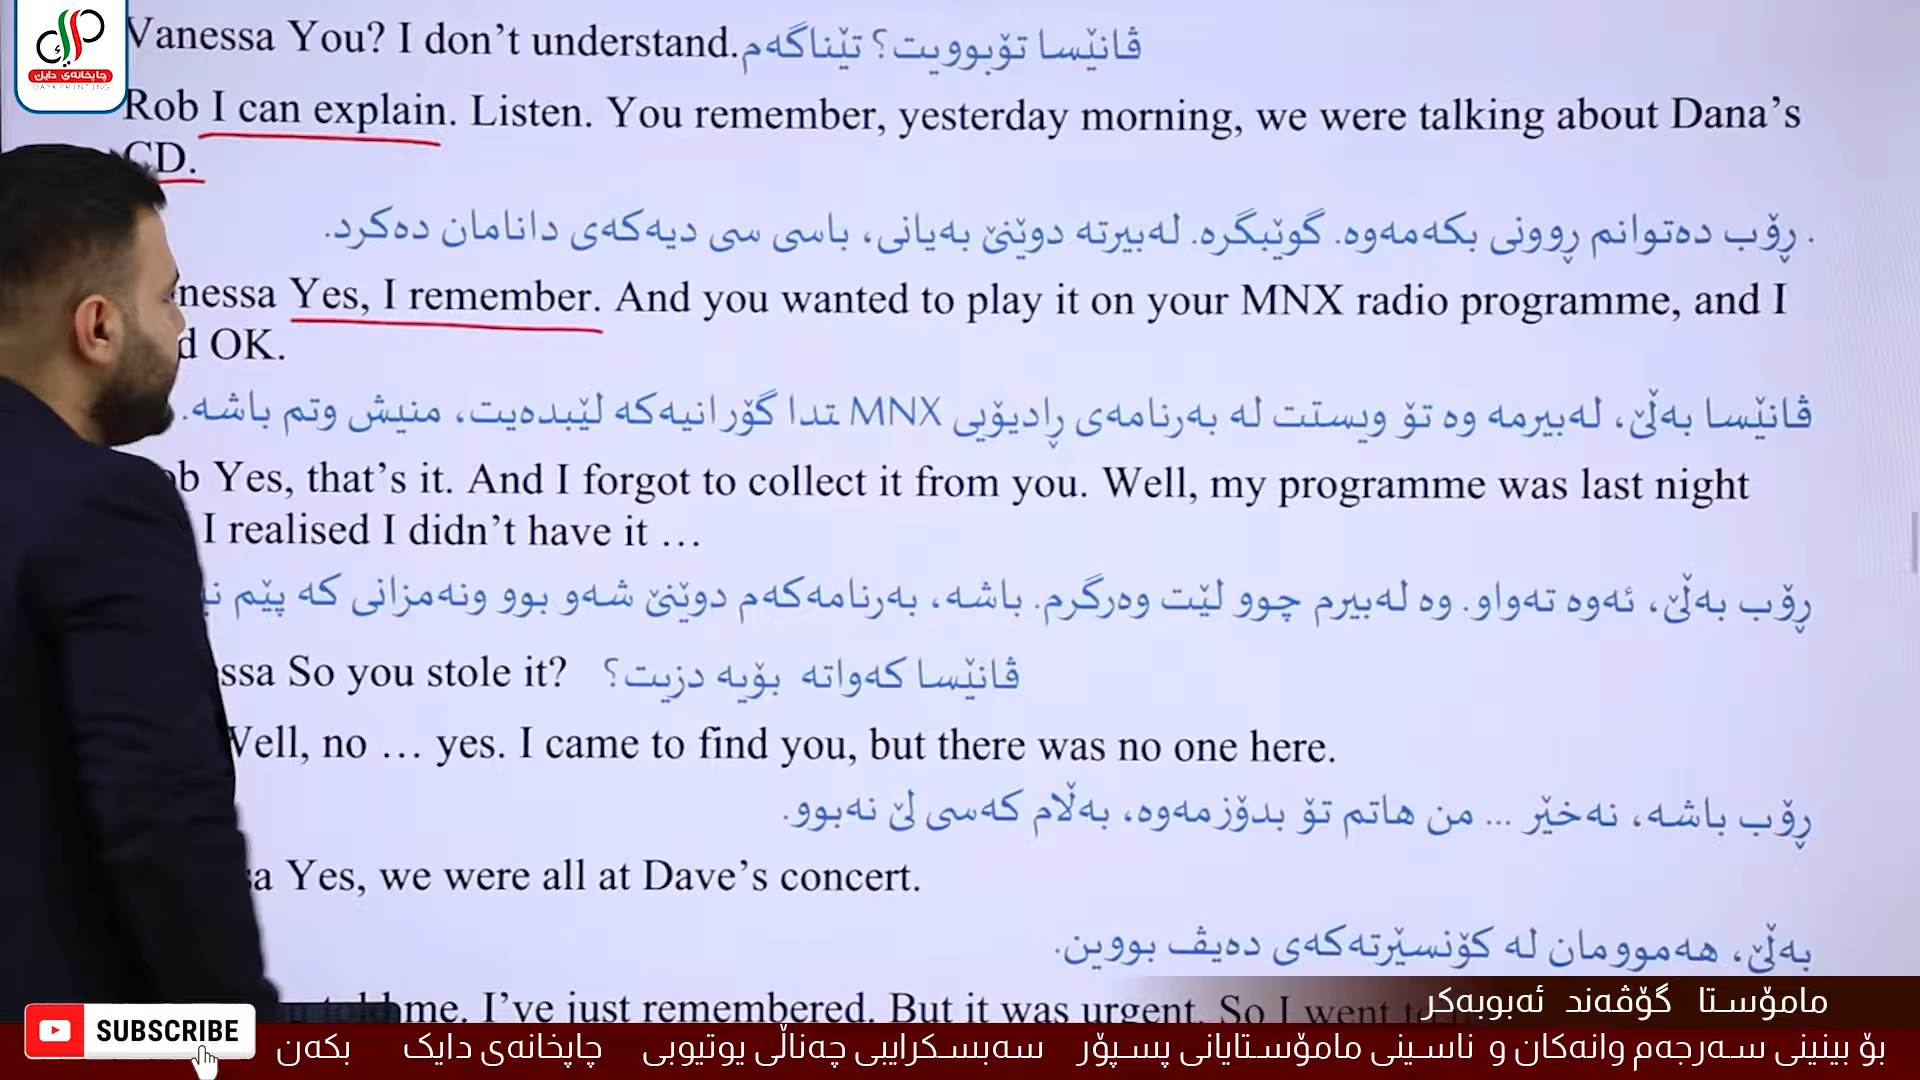 Vanessa You? I don’t understand. ڤانێسا تۆبوویت؟ تێناگەم
Rob I can explain. Listen. You remember, yesterday morning, we were talking about Dana’s
CD.
. ڕۆب دەتوانم ڕوونی بکەمەوە. گوێبگرە. لەبیرتە دوێنێ بەیانی، باسی سی دیەکەی دانامان دەکرد.
nessa Yes, I remember. And you wanted to play it on your MNX radio programme, and I
d OK.
ڤانێسا بەڵێ، لەبیرمە وە تۆ ویستت لە بەرنامەی ڕادیۆیی MNX تدا گۆرانیەکە لێبدەیت، منیش وتم باشە.
ob Yes, that’s it. And I forgot to collect it from you. Well, my programme was last night
I realised I didn’t have it …
ڕۆب بەڵێ، ئەوە تەواو. وە لەبیرم چوو لێت وەرگرم. باشە، بەرنامەکەم دوێنێ شەو بوو ونەمزانی کە پێم
ssa So you stole it? ڤانێسا کەواتە بۆیە دزیت؟
Well, no … yes. I came to find you, but there was no one here.
ڕۆب باشە، نەخێر ... من هاتم تۆ بدۆزمەوە، بەڵام کەسی لێ نەبوو.
a Yes, we were all at Dave’s concert.
بەڵێ، هەموومان لە کۆنسێرتەکەی دەیڤ بووین.
told me. I’ve just remembered. But it was urgent. So I went
مامۆستا گۆڤەند ئەبوبەکر
SUBSCRIBE
بۆ بینینی سەرجەم وانەکان و ناسینی مامۆستایانی پسپۆر سەبسکرایبی چەناڵی یوتیوبی چاپخانەی دایک بکەن
چاپخانەی دایک
DAYKPRINTING